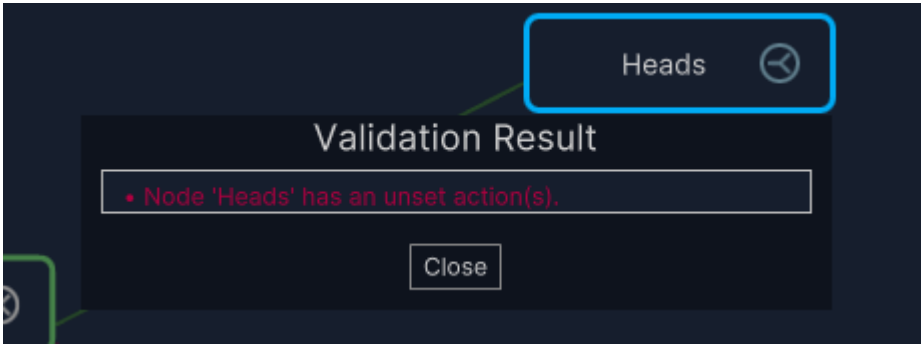 Heads
Validation Result
• Node 'Heads' has an unset action(s).
Close